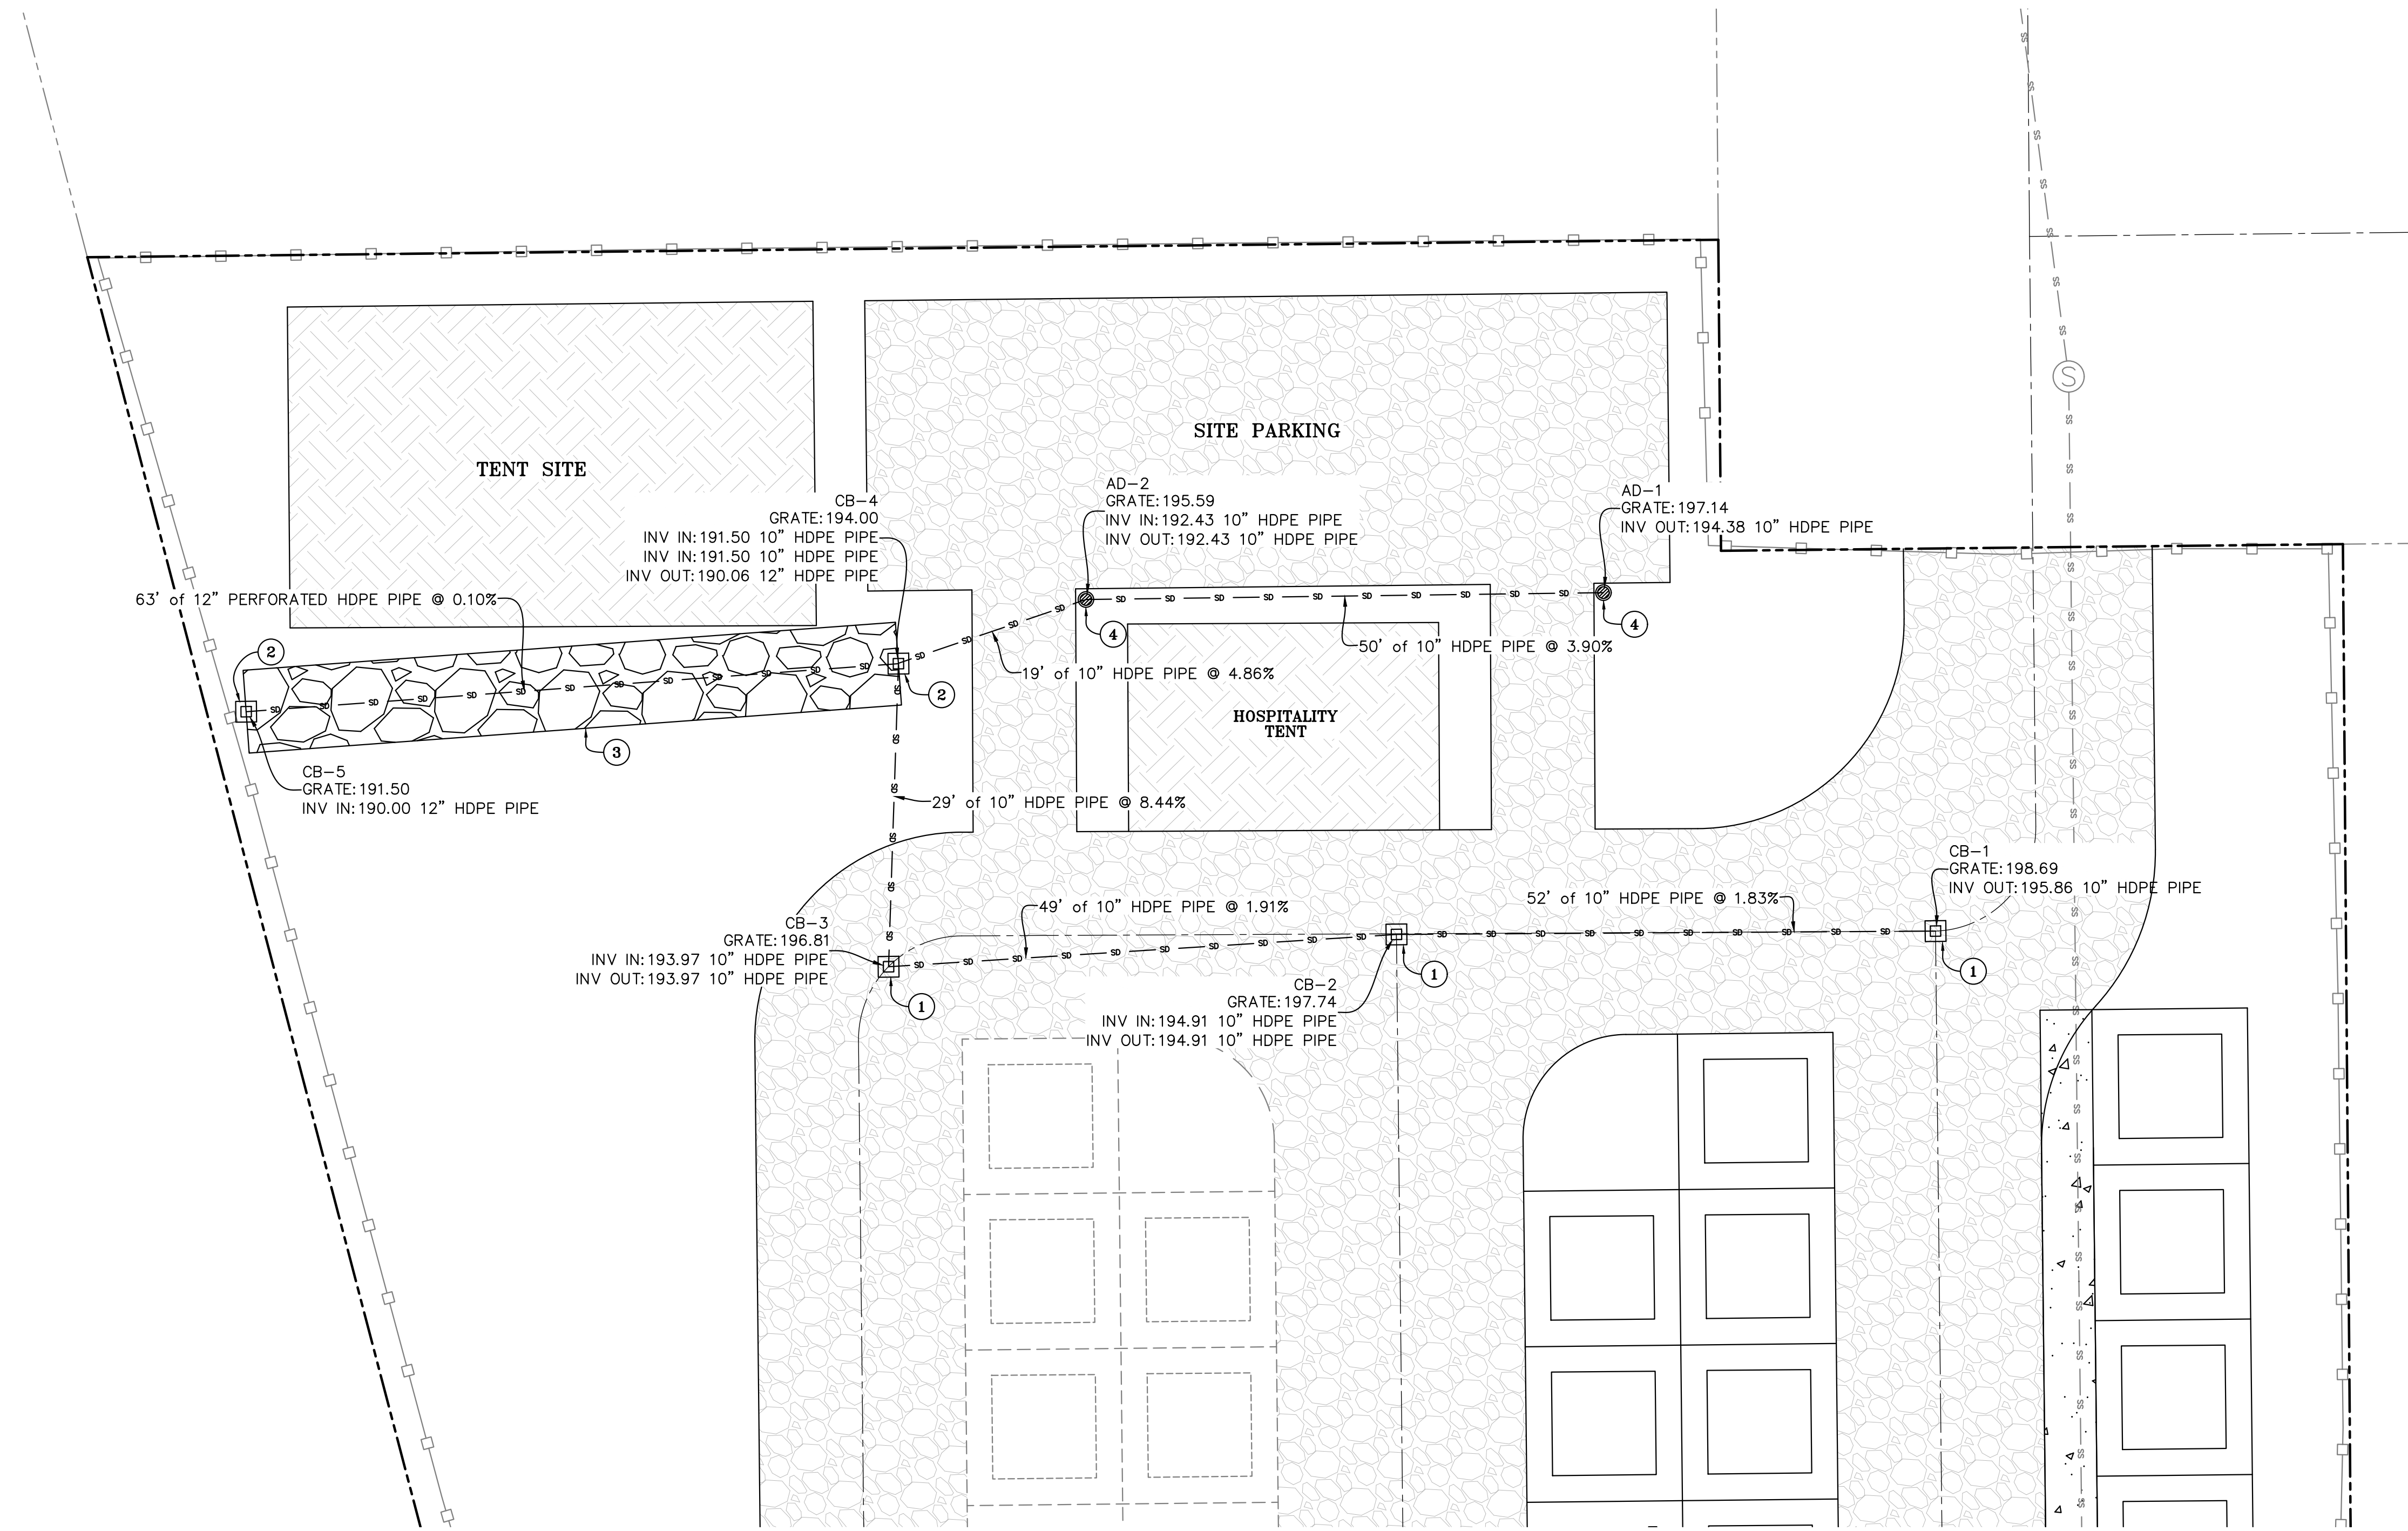 SS
S
SITE PARKING
TENT SITE
CB-4
GRATE:194.00
INV IN:191.50 10" HDPE PIPE
INV IN:191.50 10" HDPE PIPE
INV OUT:190.06 12" HDPE PIPE
AD-2
GRATE:195.59
INV IN:192.43 10" HDPE PIPE
INV OUT:192.43 10" HDPE PIPE
AD-1
GRATE:197.14
INV OUT:194.38 10" HDPE PIPE
63' of 12" PERFORATED HDPE PIPE @ 0.10%
SD
4
4
50' of 10" HDPE PIPE @ 3.90%
19' of 10" HDPE PIPE @ 4.86%
2
2
HOSPITALITY
TENT
3
CB-5
GRATE:191.50
INV IN:190.00 12" HDPE PIPE
29' of 10" HDPE PIPE @ 8.44%
CB-1
GRATE:198.69
INV OUT:195.86 10" HDPE PIPE
49' of 10" HDPE PIPE @ 1.91%
52' of 10" HDPE PIPE @ 1.83%
CB-3
GRATE:196.81
INV IN:193.97 10" HDPE PIPE
INV OUT:193.97 10" HDPE PIPE
1
1
1
CB-2
GRATE:197.74
INV IN:194.91 10" HDPE PIPE
INV OUT:194.91 10" HDPE PIPE